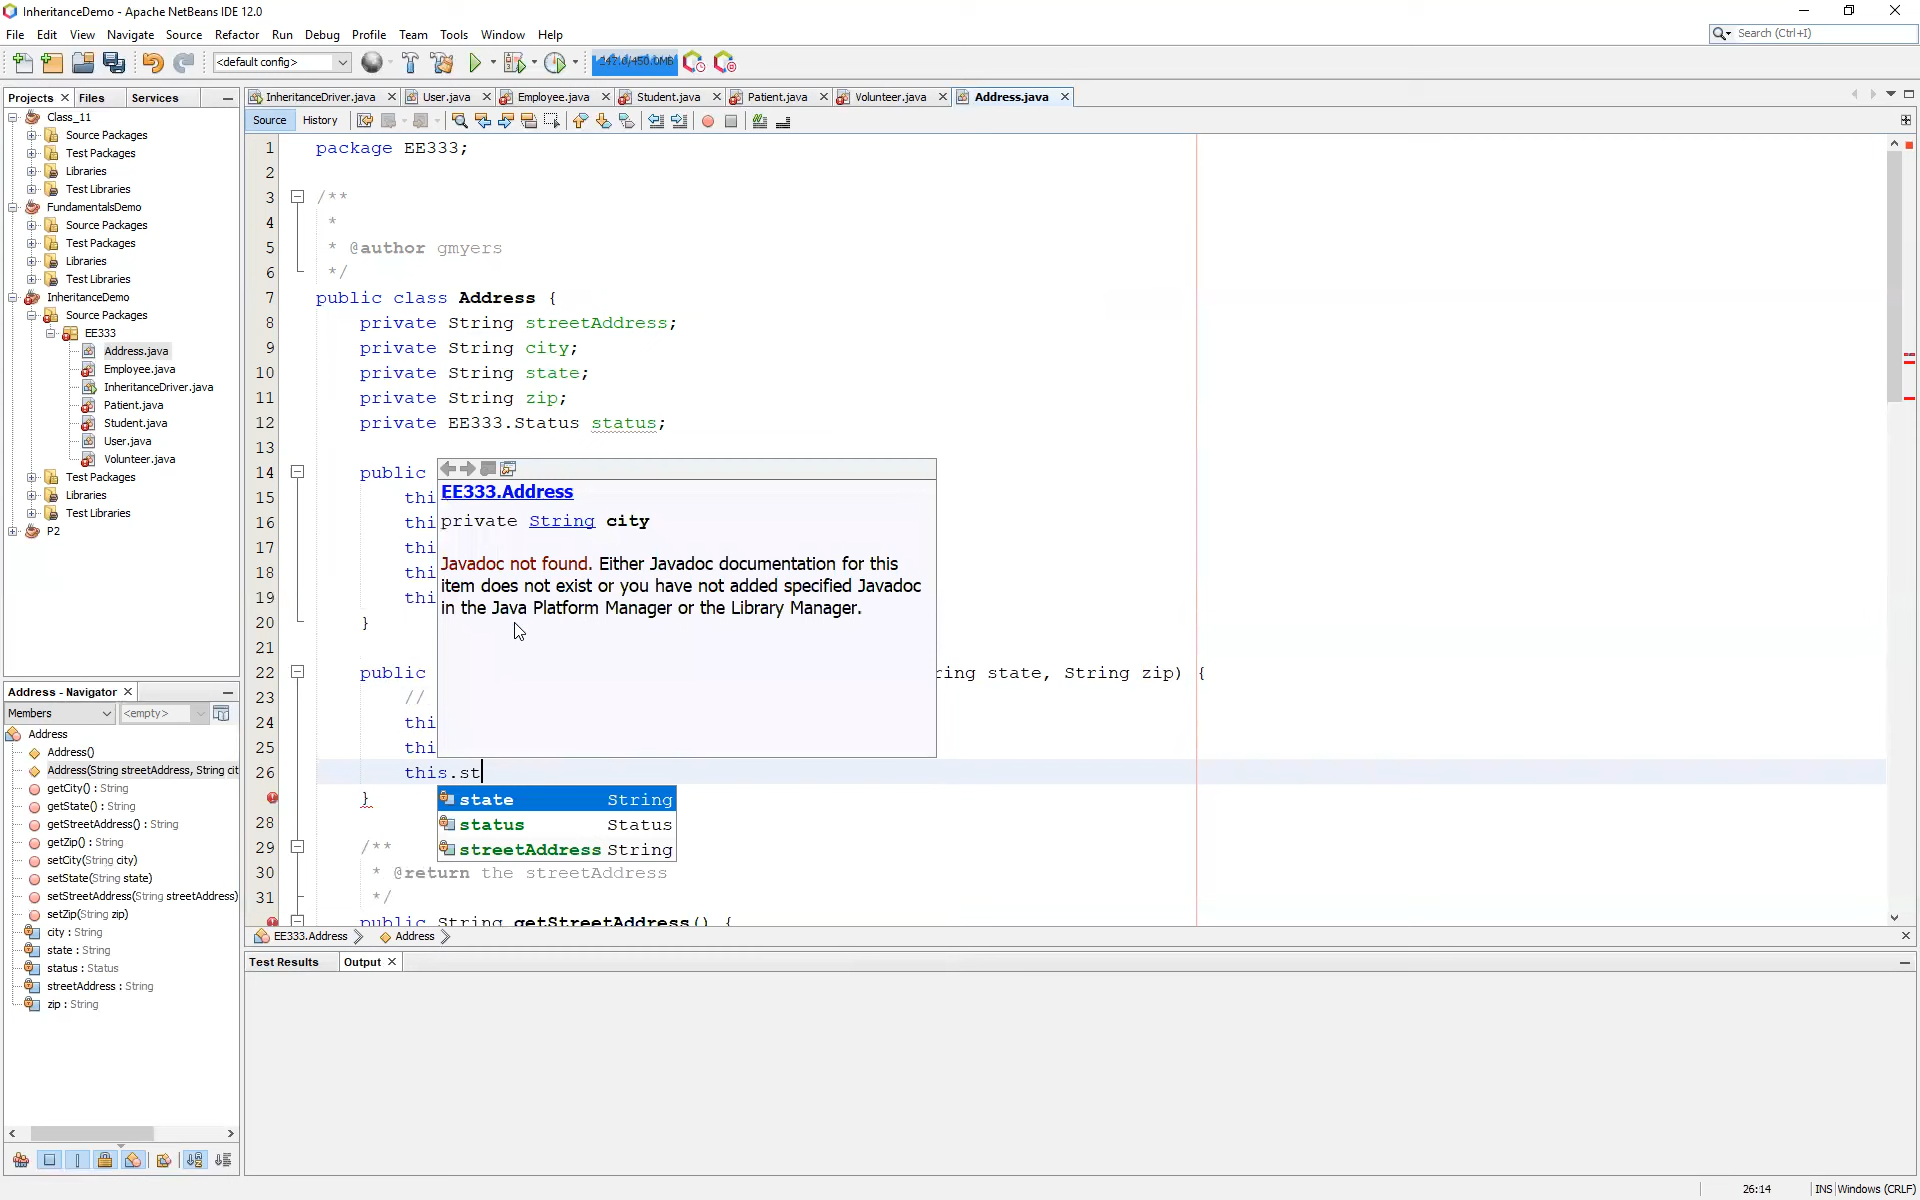 InheritanceDemo - Apache NetBeans IDE 12.0
File Edit View Navigate Source Refactor Run Debug Profile Team Tools Window Help
Search (Ctrl+I)
<default config>
247.0/450.0MB
Projects Files Services
InheritanceDriver.java User.java Employee.java Student.java Patient.java Volunteer.java Address.java
Source History
Class_11
Source Packages
Test Packages
Libraries
Test Libraries
FundamentalsDemo
Source Packages
Test Packages
Libraries
Test Libraries
InheritanceDemo
Source Packages
EE333
Address.java
Employee.java
InheritanceDriver.java
Patient.java
Student.java
User.java
Volunteer.java
Test Packages
Libraries
Test Libraries
P2
1 package EE333;
2
3 /**
4 *
5 * @author gmyers
6 */
7 public class Address {
8 private String streetAddress;
9 private String city;
10 private String state;
11 private String zip;
12 private EE333.Status status;
13
14 public
15 thi
16 thi
17 thi
18 thi
19 thi
20 }
21
22 public ring state, String zip) {
23 //
24 thi
25 thi
26 this.st
}
28
29 /**
30 * @return the streetAddress
31 */
public String getStreetAddress() {
EE333.Address
private String city
Javadoc not found. Either Javadoc documentation for this
item does not exist or you have not added specified Javadoc
in the Java Platform Manager or the Library Manager.
state String
status Status
streetAddress String
EE333.Address Address
Address - Navigator
Members <empty>
Address
Address()
Address(String streetAddress, String cit
getCity() : String
getState() : String
getStreetAddress() : String
getZip() : String
setCity(String city)
setState(String state)
setStreetAddress(String streetAddress)
setZip(String zip)
city : String
state : String
status : Status
streetAddress : String
zip : String
Test Results Output
26:14 INS Windows (CRLF)